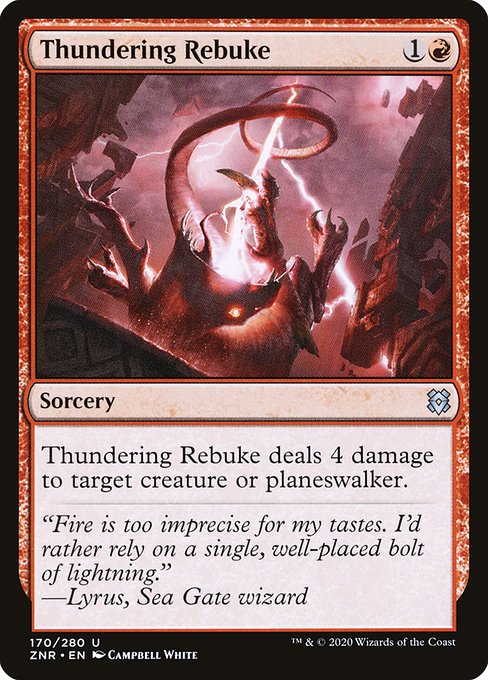 Thundering Rebuke 1
Sorcery
Thundering Rebuke deals 4 damage
to target creature or planeswalker.
“Fire is too imprecise for my tastes. I’d
rather rely on a single, well-placed bolt
of lightning.”
—Lyrus, Sea Gate wizard
170/280 U ™ & © 2020 Wizards of the Coast
ZNR • EN Campbell White